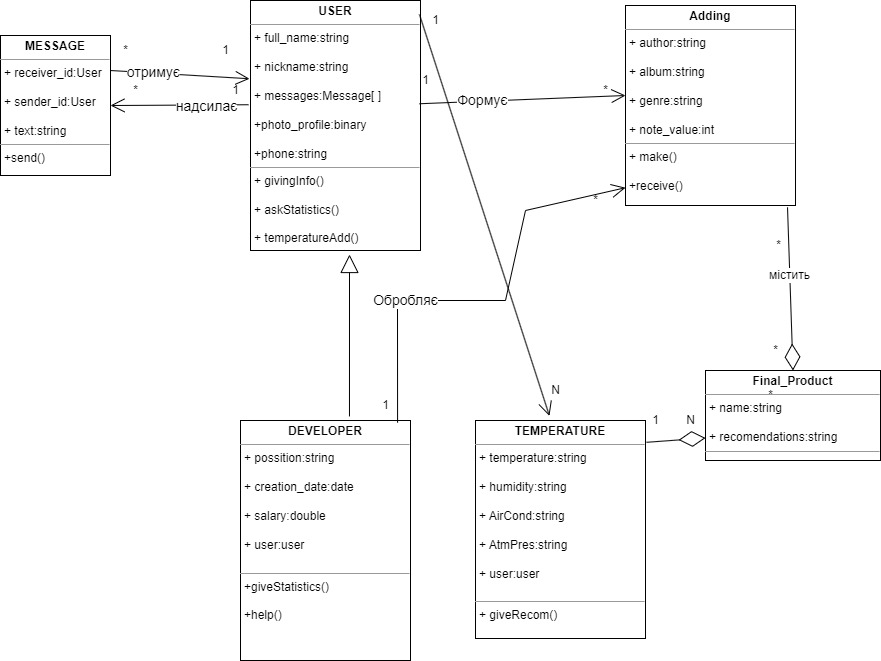 MESSAGE
+ receiver_id:User
+ sender_id:User
+ text:string
+send()
*
отримує
1
*
надсилає
1
USER
+ full_name:string
+ nickname:string
+ messages:Message[ ]
+photo_profile:binary
+phone:string
+ givingInfo()
+ askStatistics()
+ temperatureAdd()
1
1
Формує
*
Adding
+ author:string
+ album:string
+ genre:string
+ note_value:int
+ make()
+receive()
*
*
містить
*
Обробляє
1
N
DEVELOPER
+ possition:string
+ creation_date:date
+ salary:double
+ user:user
+giveStatistics()
+help()
TEMPERATURE
+ temperature:string
+ humidity:string
+ AirCond:string
+ AtmPres:string
+ user:user
+ giveRecom()
1
N
Final_Product
*
+ name:string
+ recomendations:string